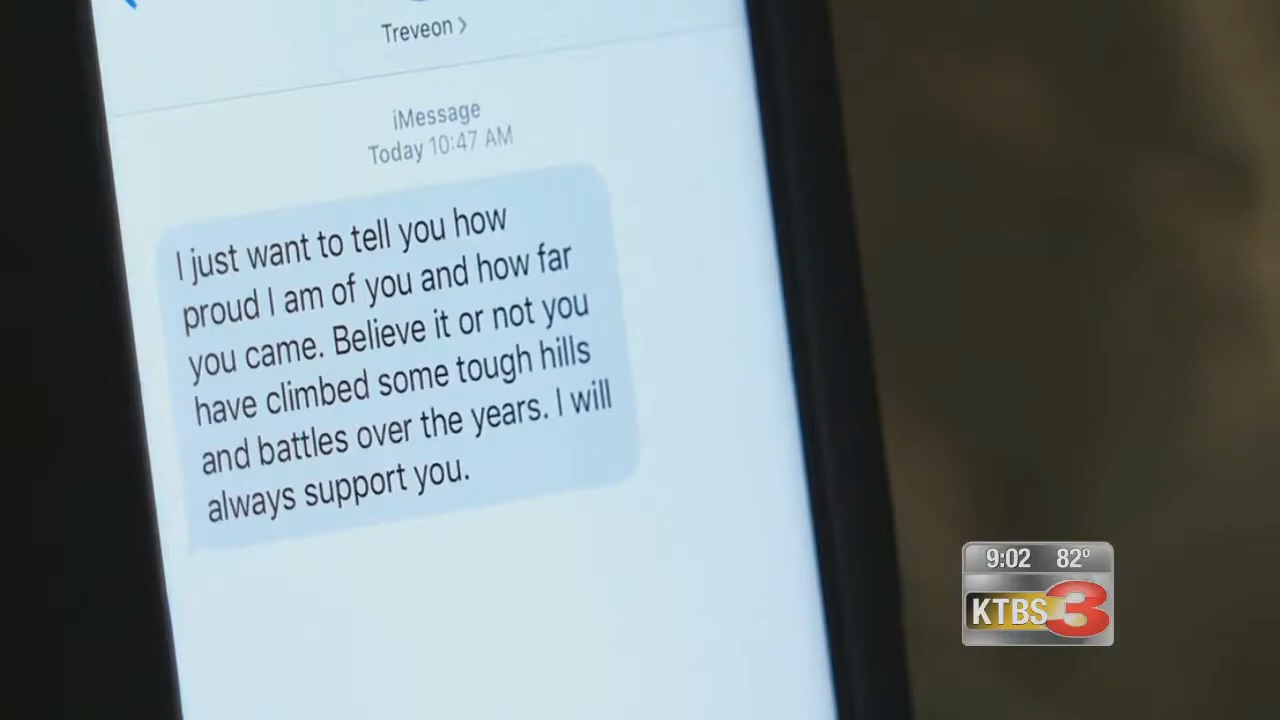 Treveon >
iMessage
Today 10:47 AM
I just want to tell you how
proud I am of you and how far
you came. Believe it or not you
have climbed some tough hills
and battles over the years. I will
always support you.
9:02 82º
KTBS 3